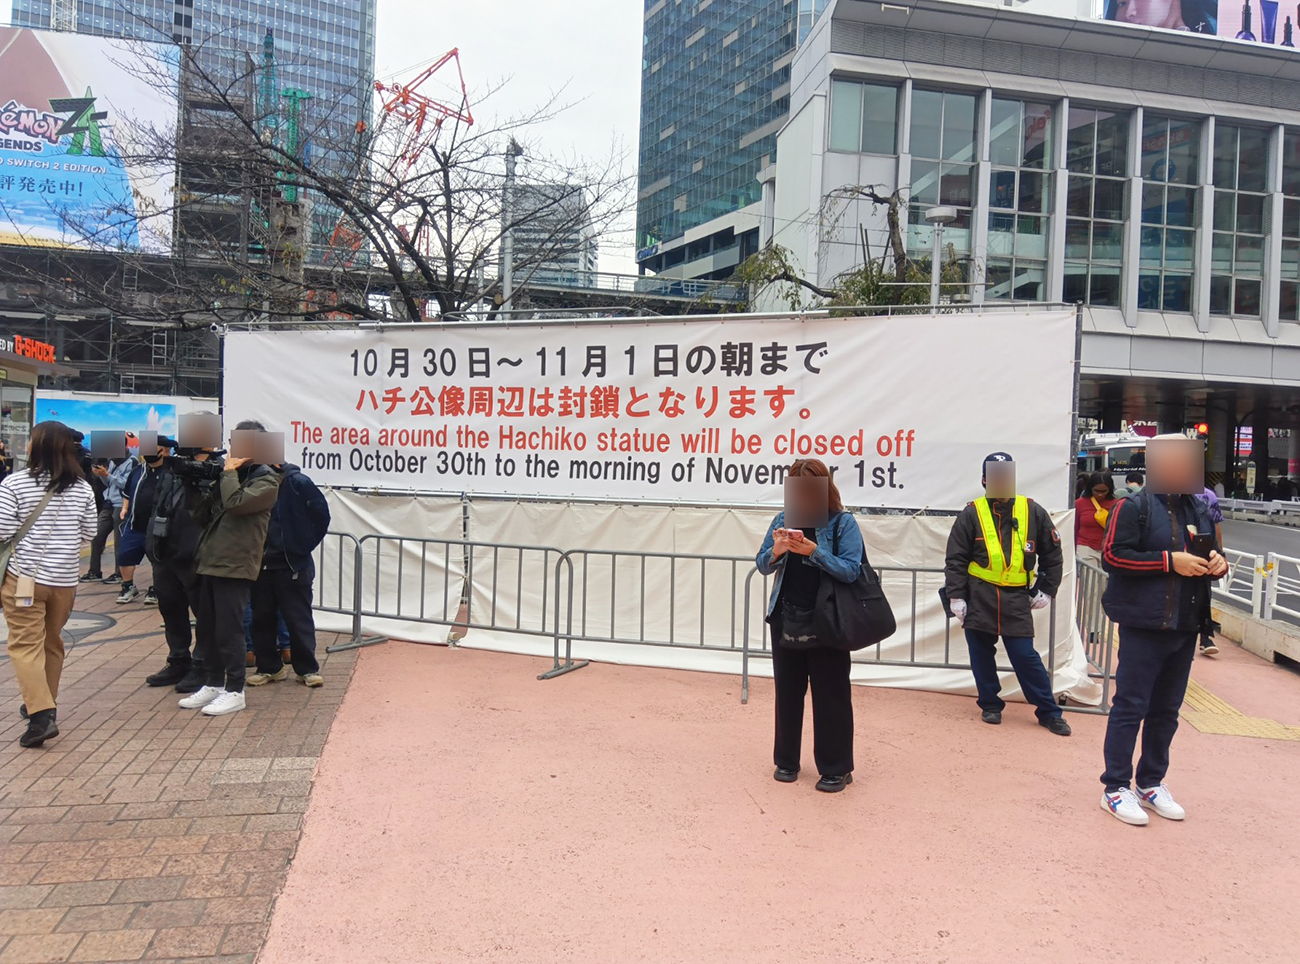 Pokémon
LEGENDS
Z-A
SWITCH 2 EDITION
評発売中!
G-SHOCK
10月30日～11月1日の朝まで
ハチ公像周辺は封鎖となります。
The area around the Hachiko statue will be closed off
from October 30th to the morning of November 1st.